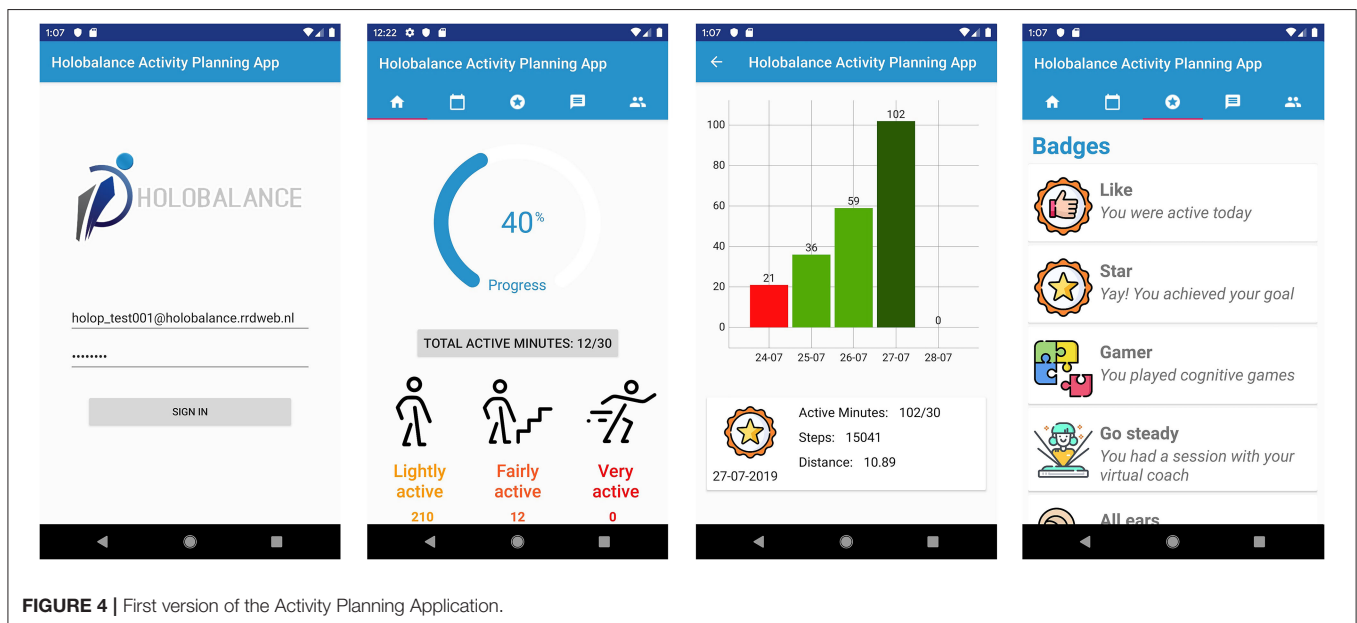 1:07
Holobalance Activity Planning App
HOLOBALANCE
holop_test001@holobalance.rrdweb.nl
••••••••
SIGN IN
12:22
Holobalance Activity Planning App
40%
Progress
TOTAL ACTIVE MINUTES: 12/30
Lightly active
Fairly active
Very active
210
12
0
1:07
Holobalance Activity Planning App
100
80
60
40
20
0
21
36
59
102
0
24-07
25-07
26-07
27-07
28-07
27-07-2019
Active Minutes: 102/30
Steps: 15041
Distance: 10.89
1:07
Holobalance Activity Planning App
Badges
Like
You were active today
Star
Yay! You achieved your goal
Gamer
You played cognitive games
Go steady
You had a session with your
virtual coach
All ears
FIGURE 4 | First version of the Activity Planning Application.